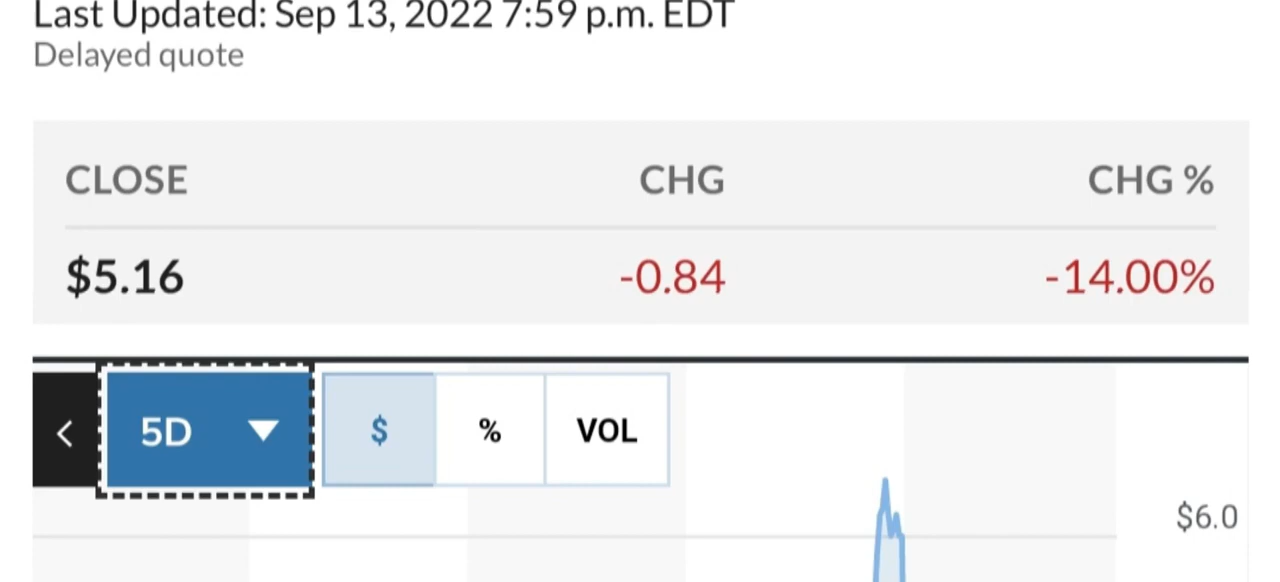 Last Updated: Sep 13, 2022 7:59 p.m. EDT
Delayed quote
CLOSE CHG CHG %
$5.16 -0.84 -14.00%
5D $ % VOL
$6.0